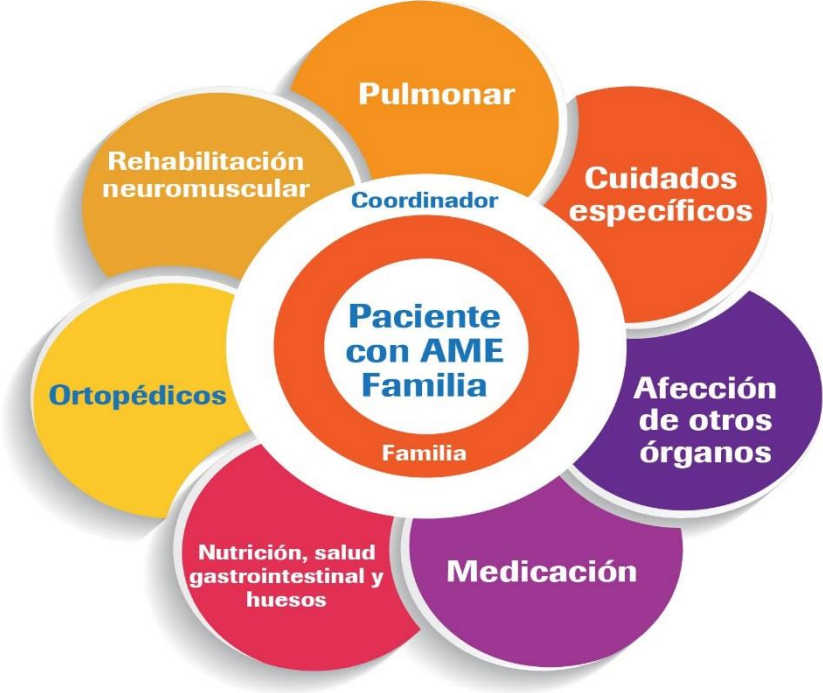 Pulmonar
Cuidados
específicos
Afección
de otros
órganos
Medicación
Nutrición, salud
gastrointestinal y
huesos
Ortopédicos
Rehabilitación
neuromuscular
Coordinador
Paciente
con AME
Familia
Familia